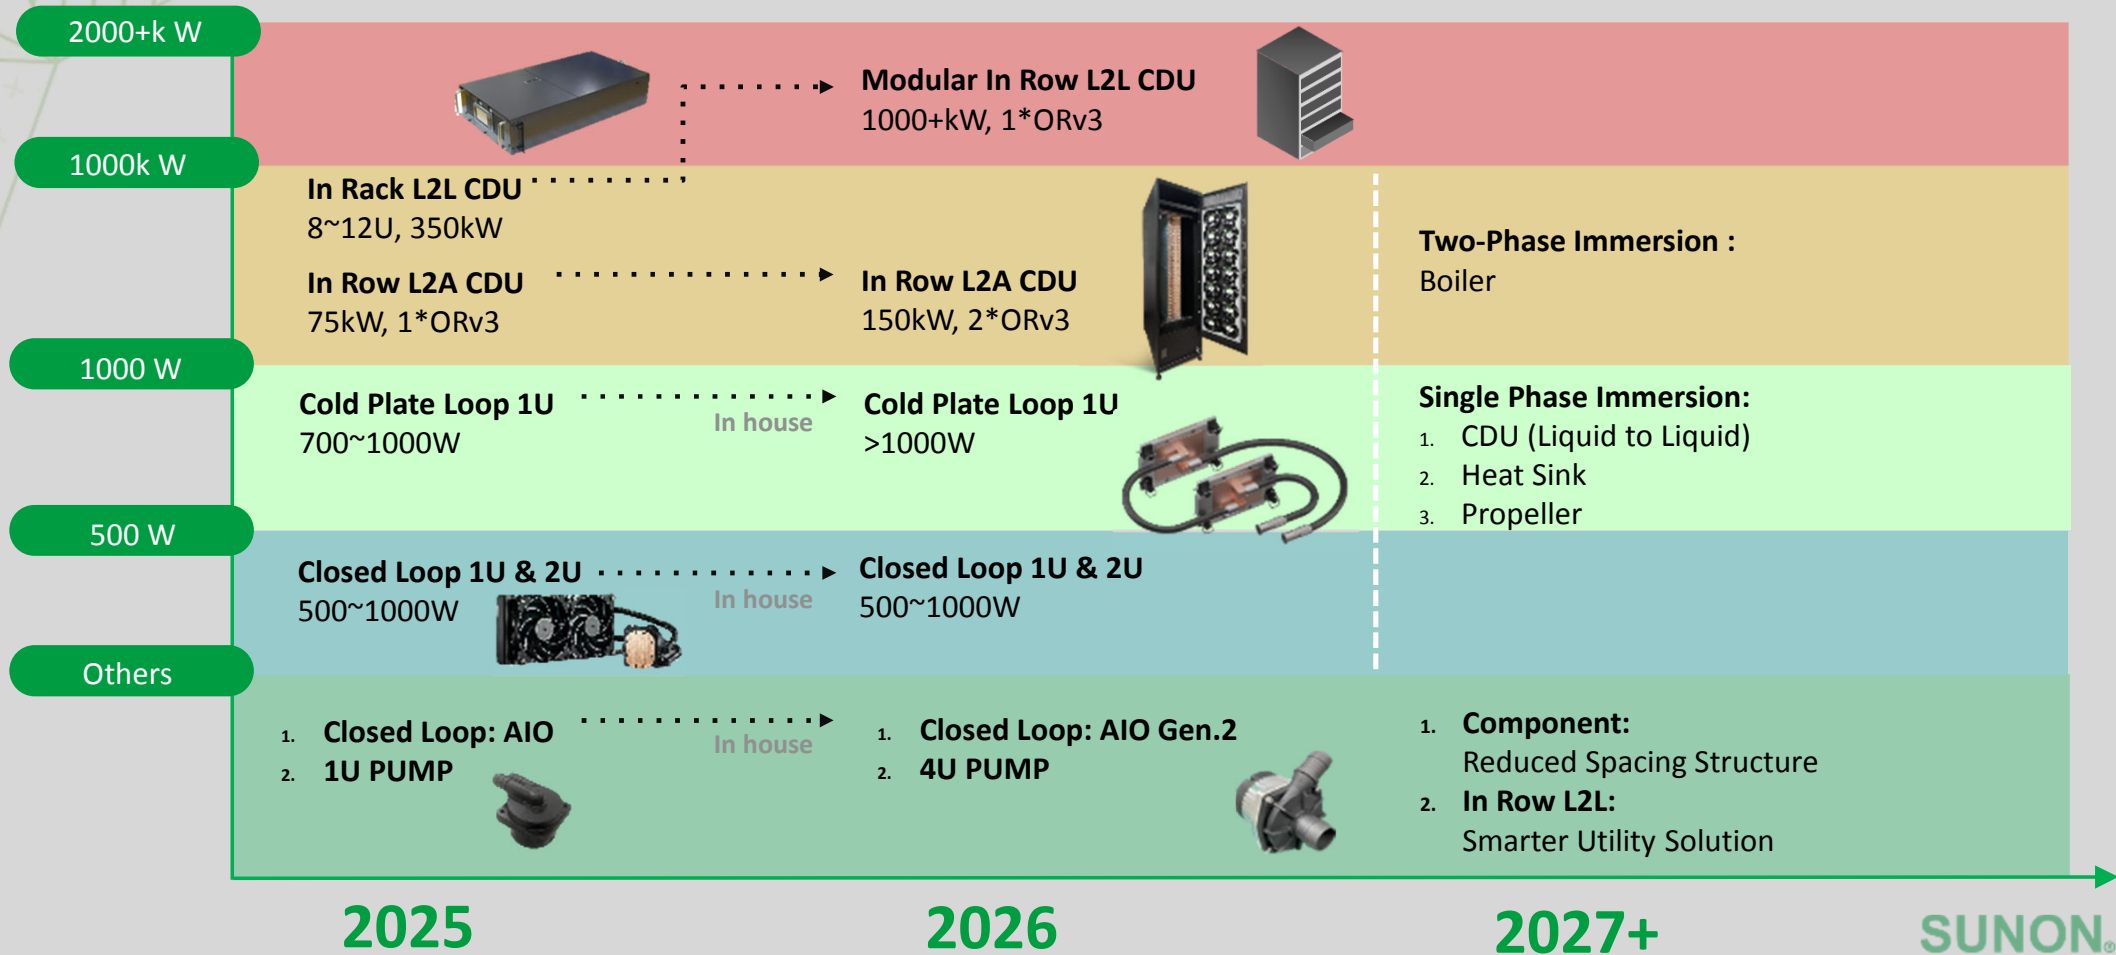 2000+k W
Modular In Row L2L CDU
1000+kW, 1*ORv3
1000k W
In Rack L2L CDU
8~12U, 350kW
In Row L2A CDU
75kW, 1*ORv3
In Row L2A CDU
150kW, 2*ORv3
Two-Phase Immersion :
Boiler
1000 W
Cold Plate Loop 1U
700~1000W
In house
Cold Plate Loop 1U
>1000W
Single Phase Immersion:
1. CDU (Liquid to Liquid)
2. Heat Sink
3. Propeller
500 W
Closed Loop 1U & 2U
500~1000W
In house
Closed Loop 1U & 2U
500~1000W
Others
1. Closed Loop: AIO
2. 1U PUMP
In house
1. Closed Loop: AIO Gen.2
2. 4U PUMP
1. Component:
Reduced Spacing Structure
2. In Row L2L:
Smarter Utility Solution
2025
2026
2027+
SUNON®